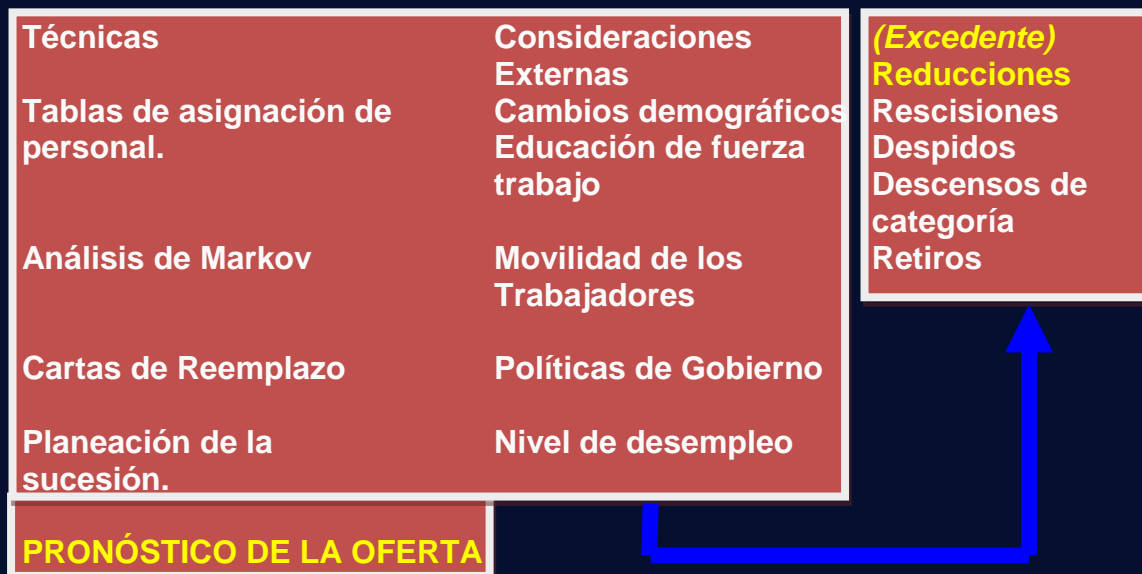 Técnicas
Tablas de asignación de
personal.
Análisis de Markov
Cartas de Reemplazo
Planeación de la
sucesión.
Consideraciones
Externas
Cambios demográficos
Educación de fuerza
trabajo
Movilidad de los
Trabajadores
Políticas de Gobierno
Nivel de desempleo
PRONÓSTICO DE LA OFERTA
(Excedente)
Reducciones
Rescisiones
Despidos
Descensos de
categoría
Retiros